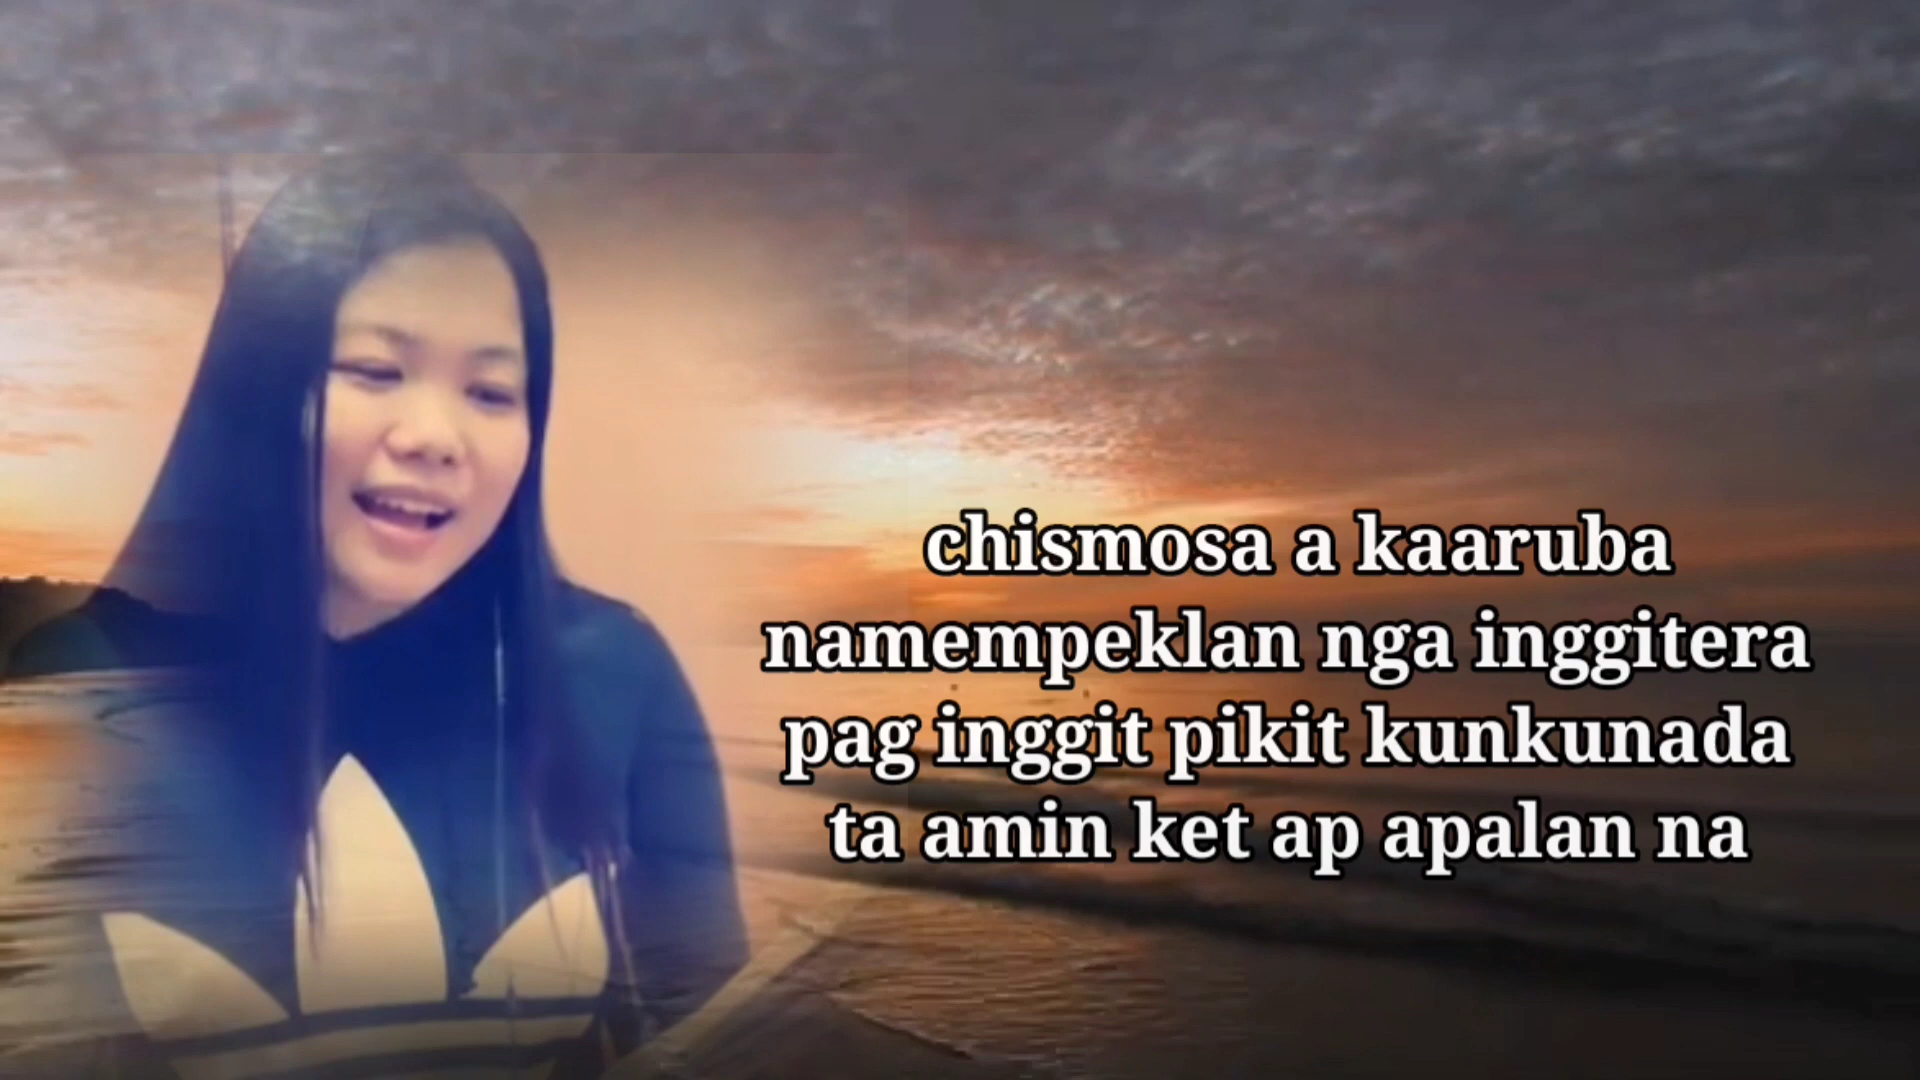 chismosa a kaaruba
namempeklan nga inggitera
pag inggit pikit kunkunada
ta amin ket ap apalan na